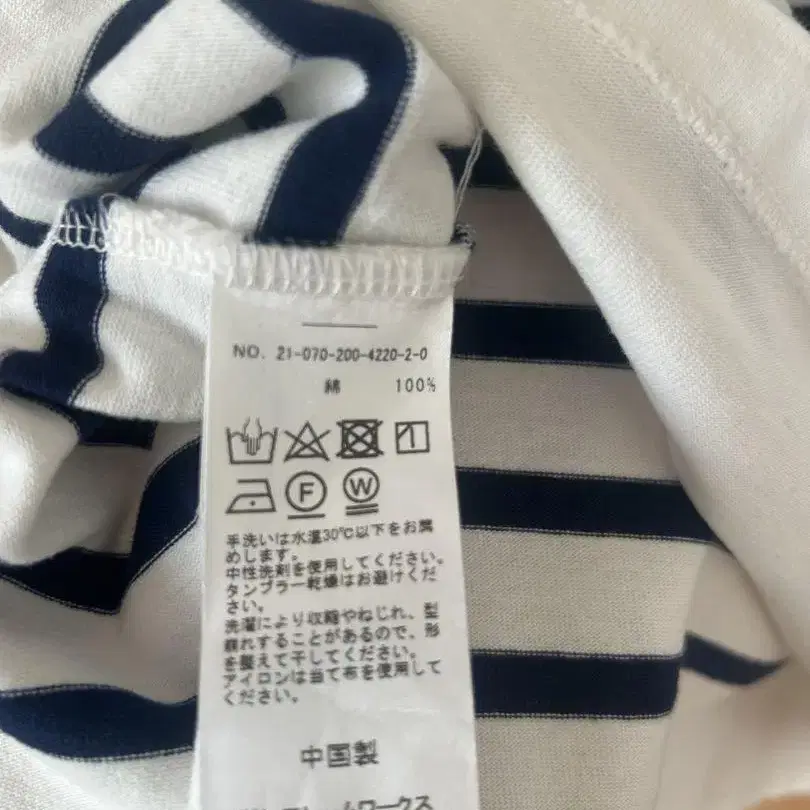 NO. 21-070-200-4220-2-0
綿 100%
F W
手洗いは水温30℃以下をお薦
めします。
中性洗剤を使用してください。
タンブラー乾燥はお避けくだ
さい。
洗濯により収縮やねじれ、型
崩れすることがあるので、形
を整えて干してください。
アイロンは当て布を使用して
ください。
中国製